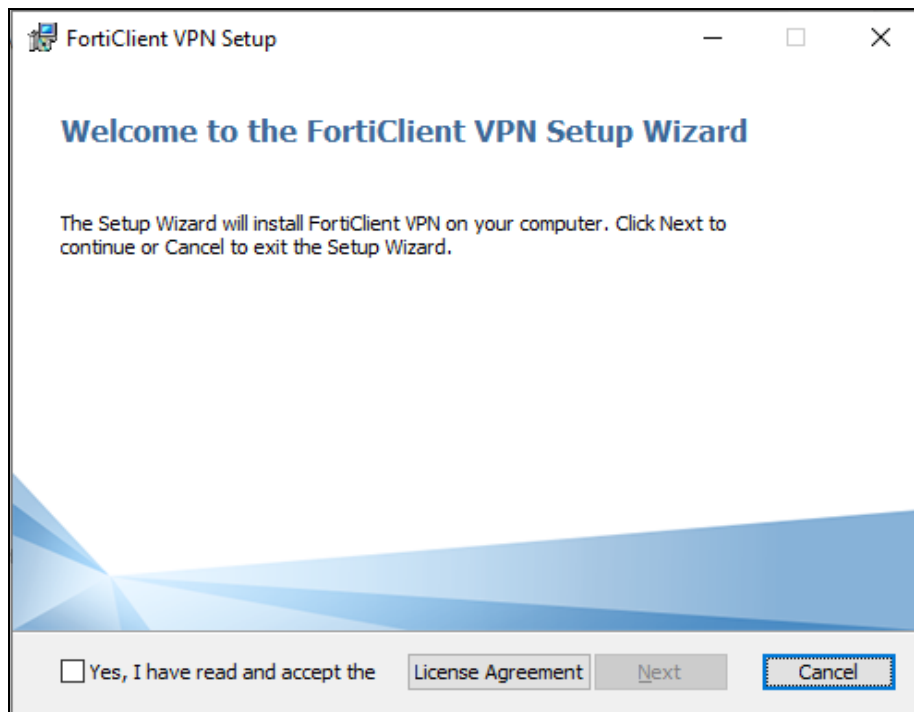 FortiClient VPN Setup
Welcome to the FortiClient VPN Setup Wizard
The Setup Wizard will install FortiClient VPN on your computer. Click Next to
continue or Cancel to exit the Setup Wizard.
Yes, I have read and accept the License Agreement Next Cancel